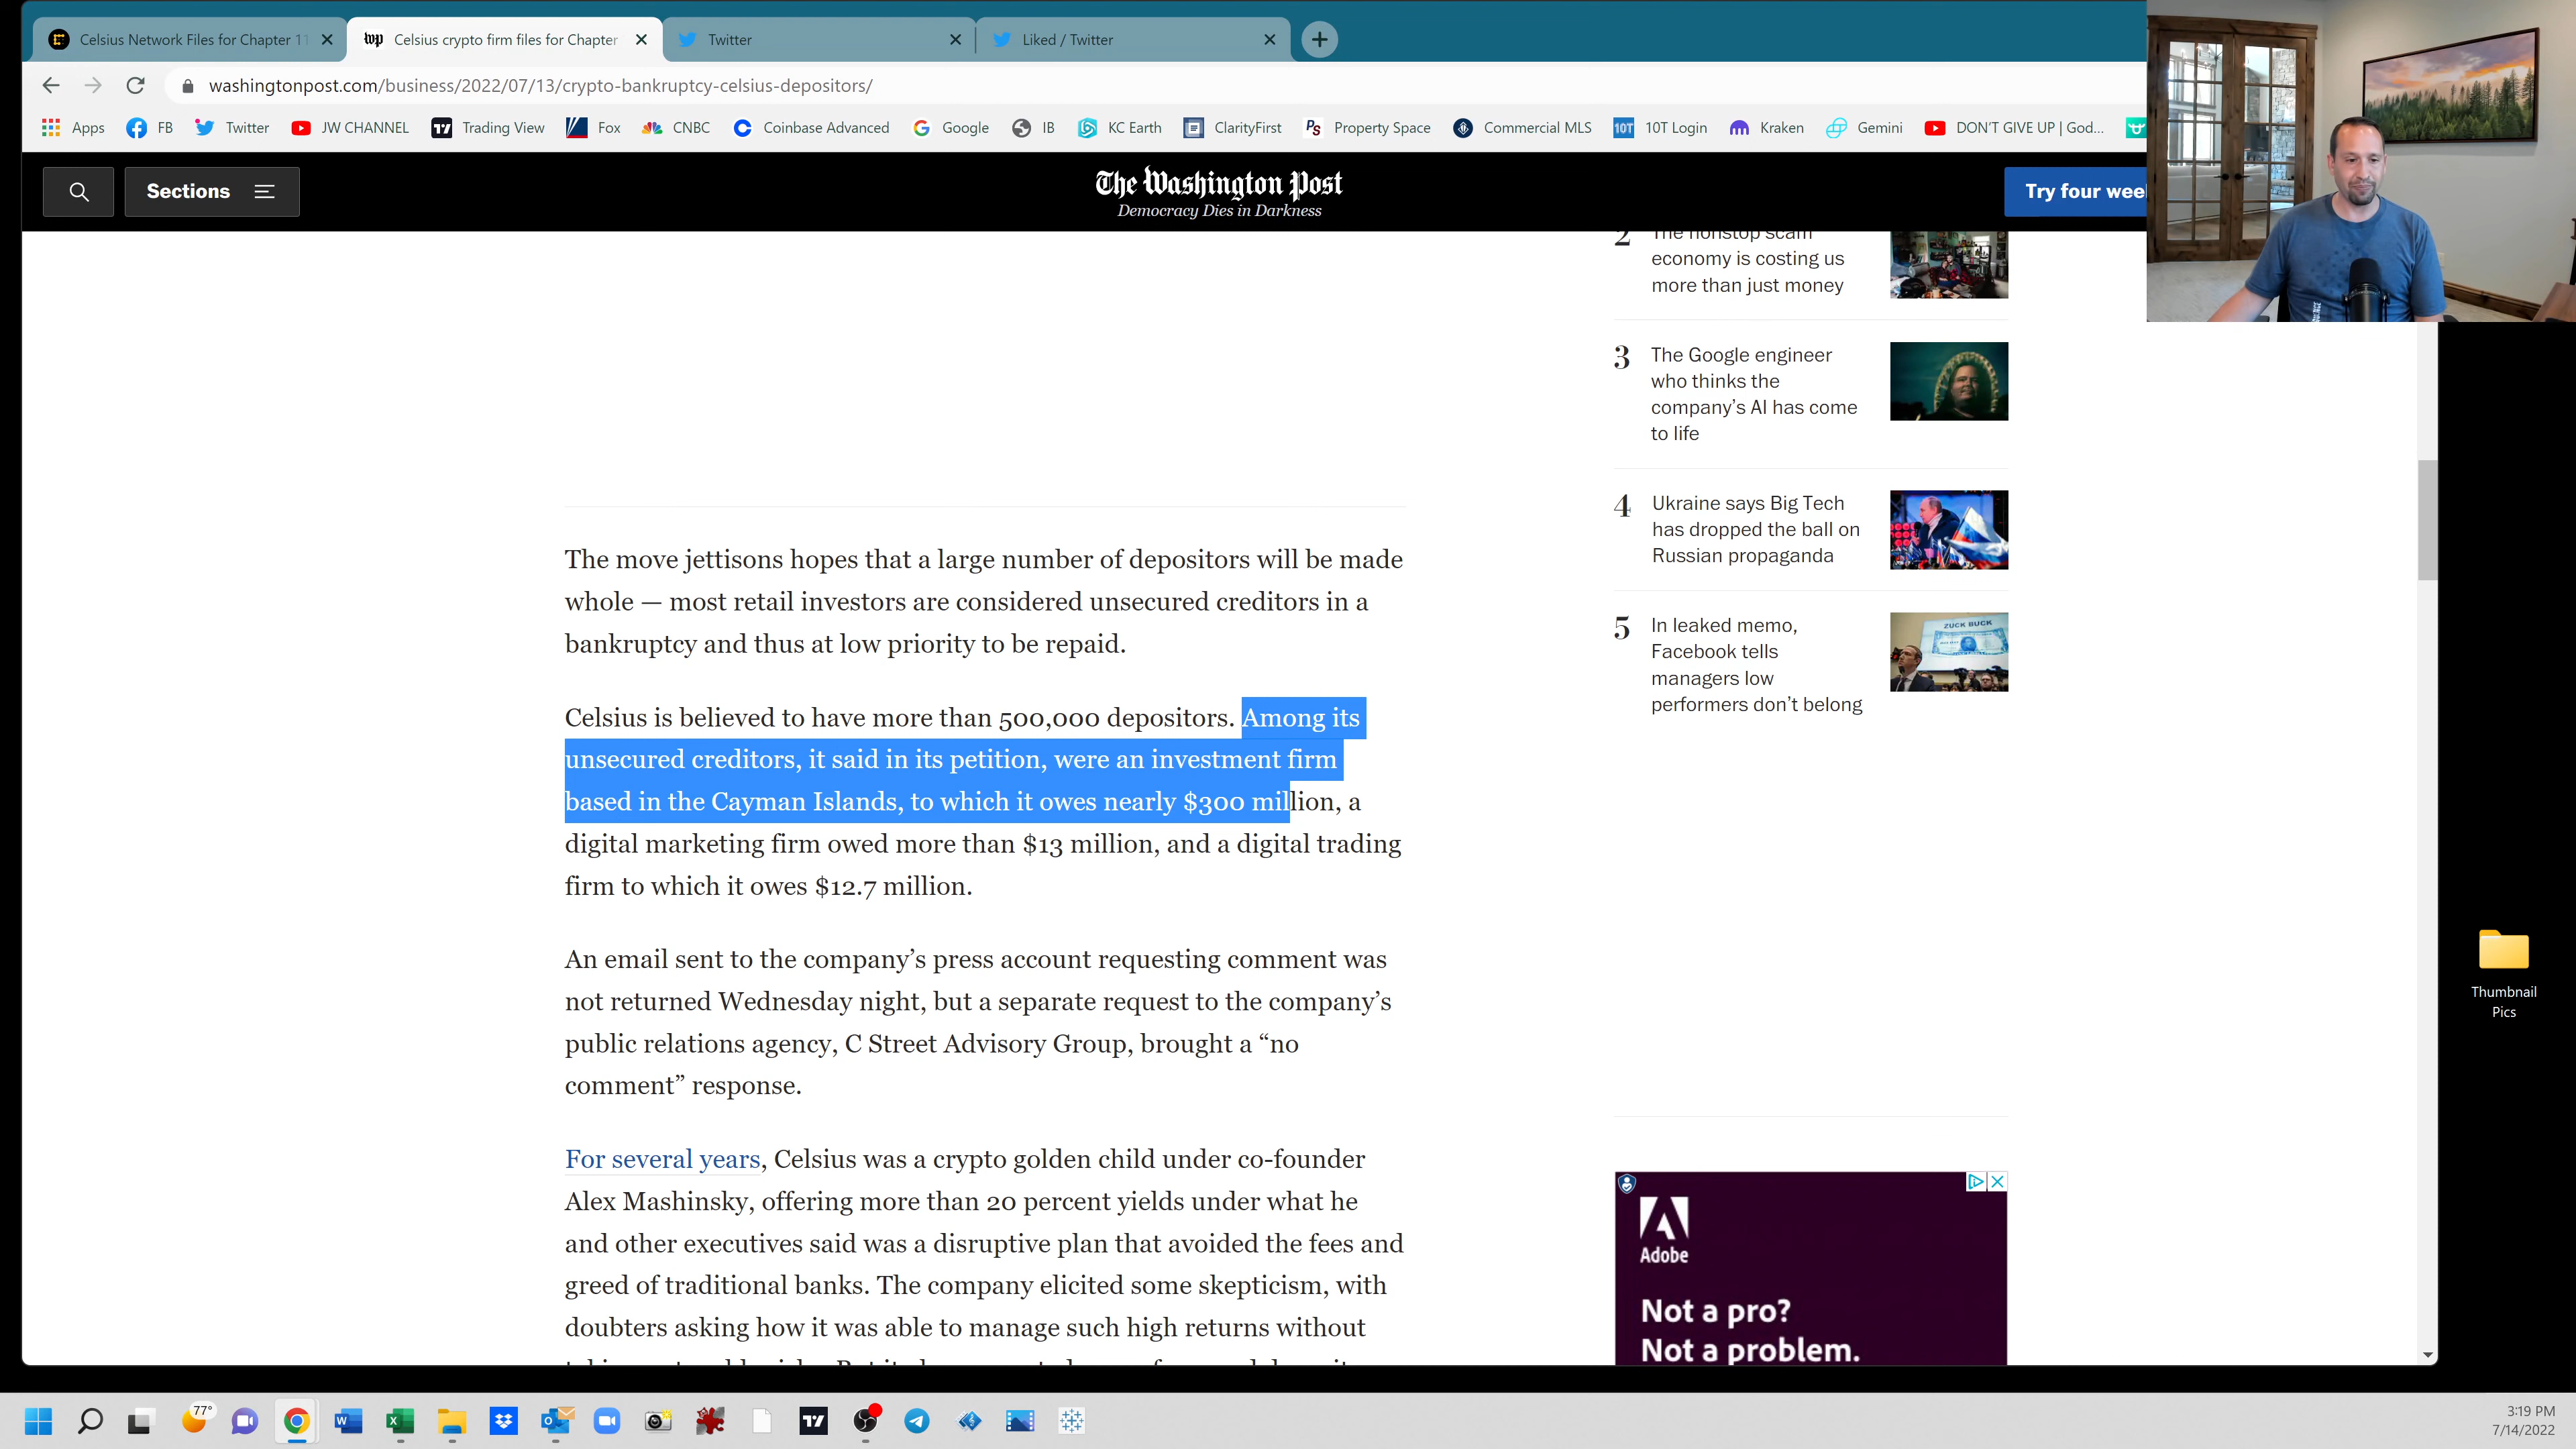 Celsius Network Files for Chapter 11
Celsius crypto firm files for Chapter
Twitter
Liked / Twitter
washingtonpost.com/business/2022/07/13/crypto-bankruptcy-celsius-depositors/
Apps
FB
Twitter
JW CHANNEL
Trading View
Fox
CNBC
Coinbase Advanced
Google
IB
KC Earth
ClarityFirst
Property Space
Commercial MLS
10T Login
Kraken
Gemini
DON'T GIVE UP | God...
Sections
The Washington Post
Democracy Dies in Darkness
Try four wee
2 The nonstop scam
economy is costing us
more than just money
3 The Google engineer
who thinks the
company's AI has come
to life
4 Ukraine says Big Tech
has dropped the ball on
Russian propaganda
ZUCK BUCK
5 In leaked memo,
Facebook tells
managers low
performers don't belong
The move jettisons hopes that a large number of depositors will be made
whole — most retail investors are considered unsecured creditors in a
bankruptcy and thus at low priority to be repaid.
Celsius is believed to have more than 500,000 depositors. Among its
unsecured creditors, it said in its petition, were an investment firm
based in the Cayman Islands, to which it owes nearly $300 million, a
digital marketing firm owed more than $13 million, and a digital trading
firm to which it owes $12.7 million.
An email sent to the company's press account requesting comment was
not returned Wednesday night, but a separate request to the company's
public relations agency, C Street Advisory Group, brought a “no
comment” response.
For several years, Celsius was a crypto golden child under co-founder
Alex Mashinsky, offering more than 20 percent yields under what he
and other executives said was a disruptive plan that avoided the fees and
greed of traditional banks. The company elicited some skepticism, with
doubters asking how it was able to manage such high returns without
Adobe
Not a pro?
Not a problem.
Thumbnail
Pics
77°
3:19 PM
7/14/2022